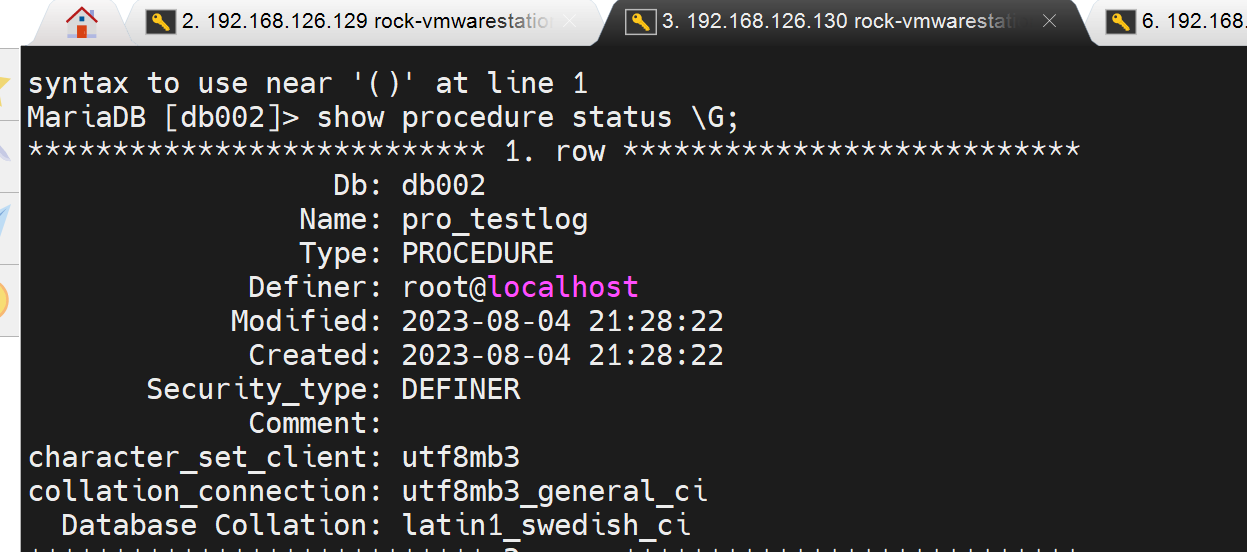 2. 192.168.126.129 rock-vmwarestatio
3. 192.168.126.130 rock-vmwarestat
6. 192.168.
syntax to use near '()' at line 1
MariaDB [db002]> show procedure status \G;
*************************** 1. row ***************************
Db: db002
Name: pro_testlog
Type: PROCEDURE
Definer: root@localhost
Modified: 2023-08-04 21:28:22
Created: 2023-08-04 21:28:22
Security_type: DEFINER
Comment:
character_set_client: utf8mb3
collation_connection: utf8mb3_general_ci
Database Collation: latin1_swedish_ci